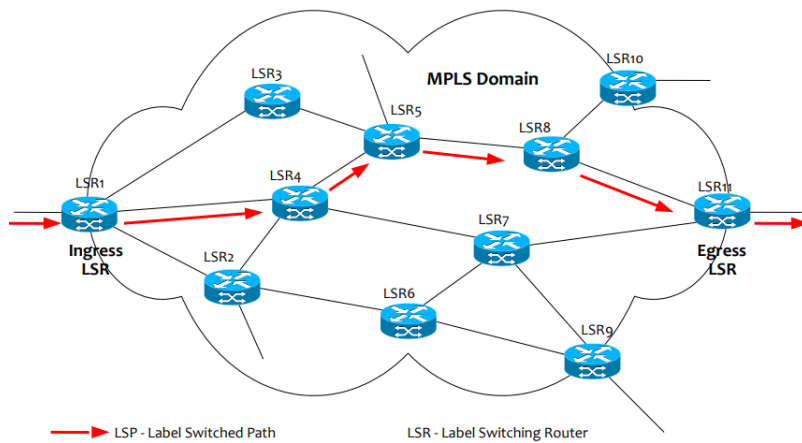 LSR10
LSR3
MPLS Domain
LSR5
LSR8
LSR4
LSR1
LSR11
LSR7
Ingress
LSR
LSR2
Egress
LSR
LSR6
LSR9
LSP - Label Switched Path
LSR - Label Switching Router